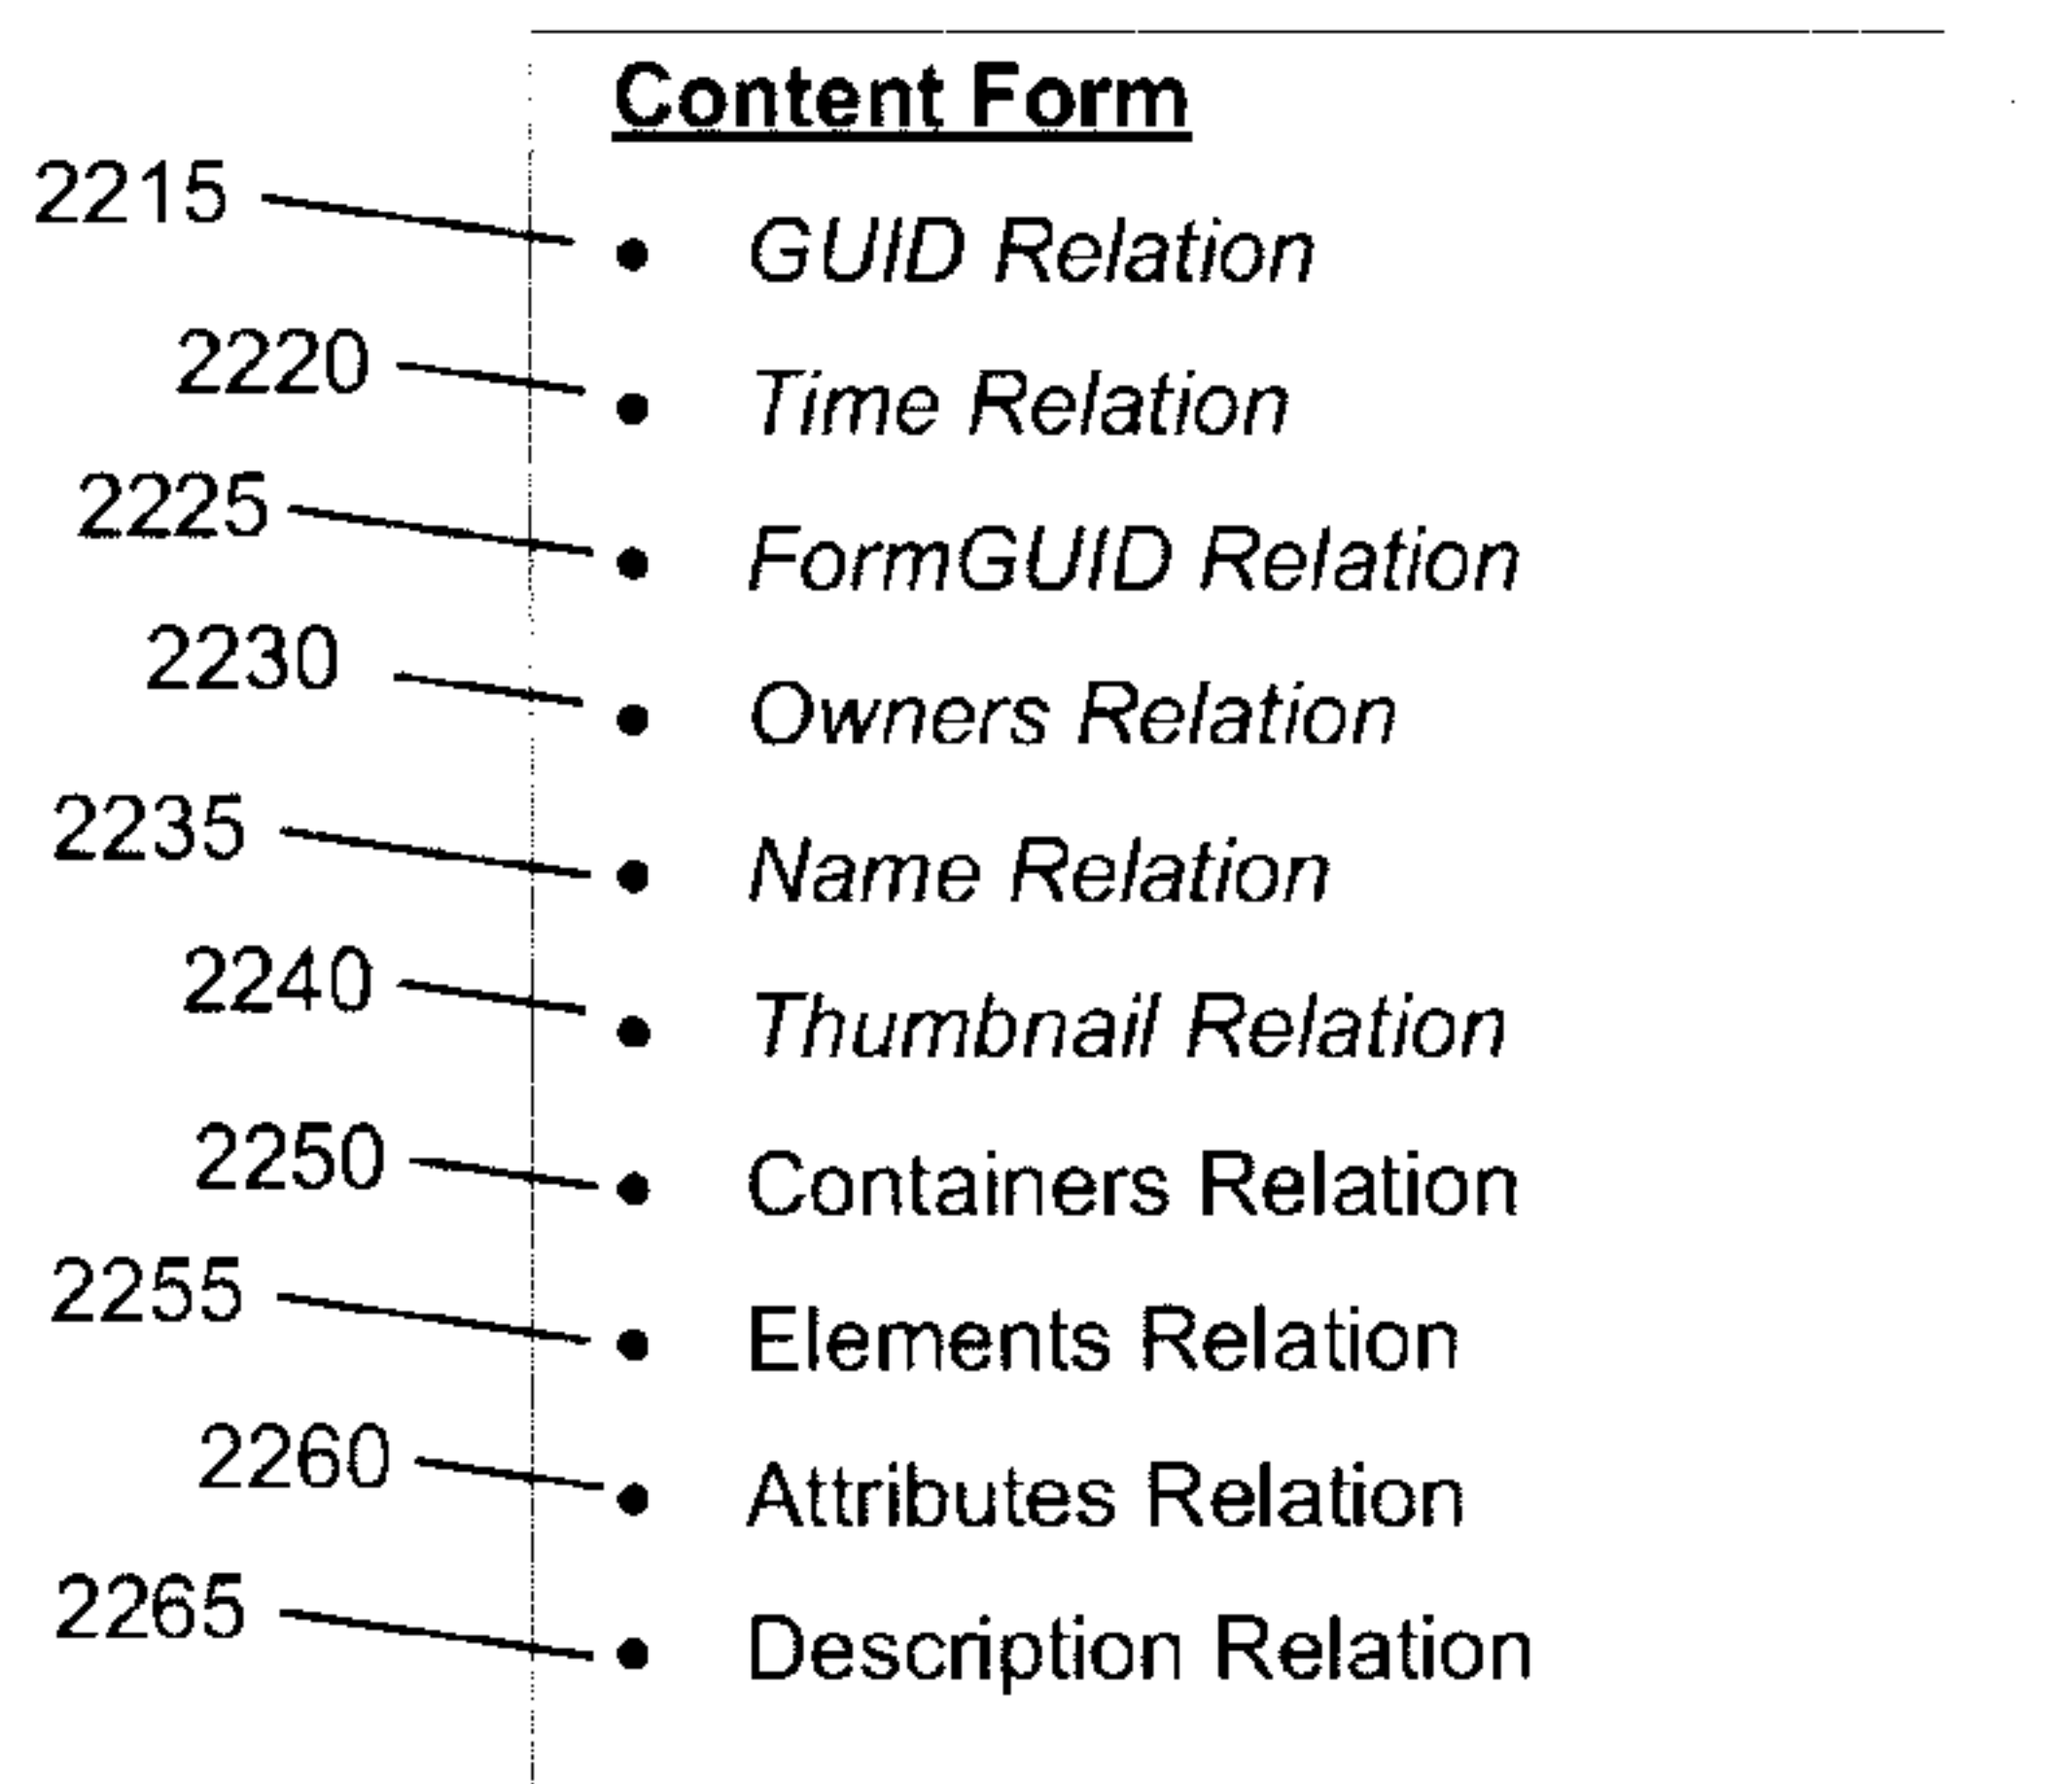 Content Form
2215 • GUID Relation
2220 • Time Relation
2225 • FormGUID Relation
2230 • Owners Relation
2235 • Name Relation
2240 • Thumbnail Relation
2250 • Containers Relation
2255 • Elements Relation
2260 • Attributes Relation
2265 • Description Relation